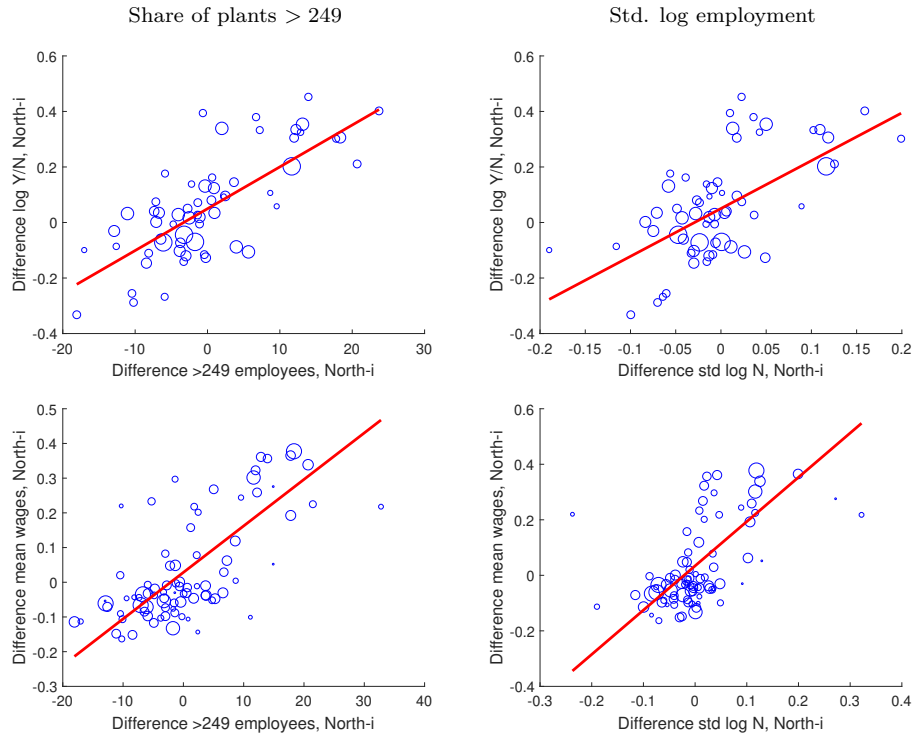 Share of plants > 249
Std. log employment
0.6
0.4
0.2
0
-0.2
-0.4
Difference log Y/N, North-i
-20 -10 0 10 20 30
Difference >249 employees, North-i
0.6
0.4
0.2
0
-0.2
-0.4
Difference log Y/N, North-i
-0.2 -0.15 -0.1 -0.05 0 0.05 0.1 0.15 0.2
Difference std log N, North-i
0.5
0.4
0.3
0.2
0.1
0
-0.1
-0.2
-0.3
Difference mean wages, North-i
-20 -10 0 10 20 30 40
Difference >249 employees, North-i
0.6
0.4
0.2
0
-0.2
-0.4
Difference mean wages, North-i
-0.3 -0.2 -0.1 0 0.1 0.2 0.3 0.4
Difference std log N, North-i